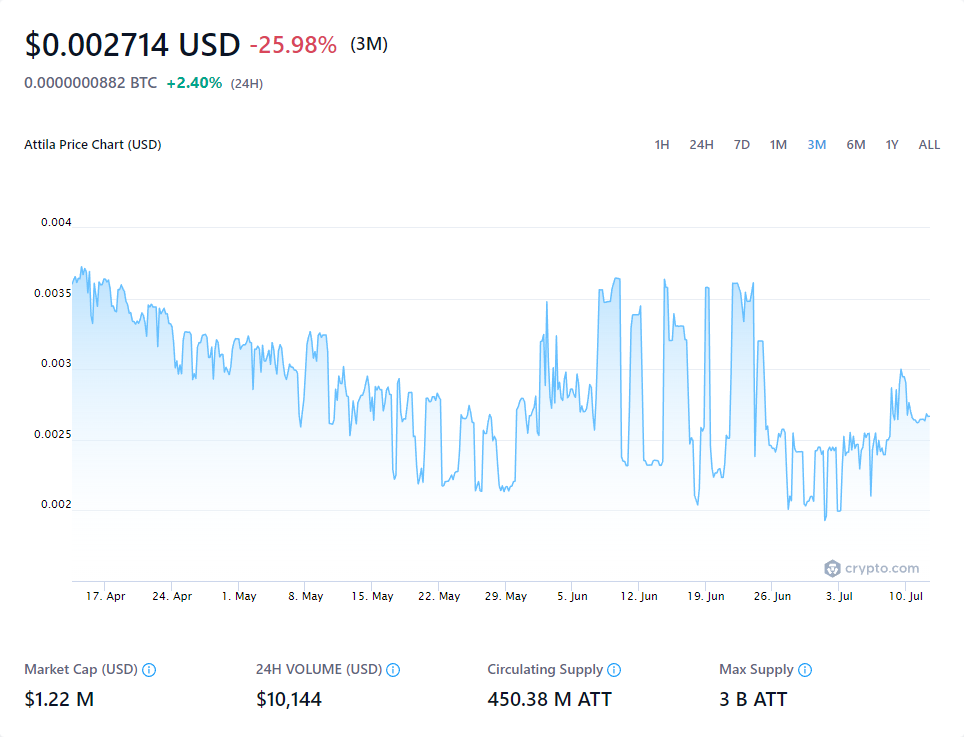 $0.002714 USD -25.98% (3M)
0.0000000882 BTC +2.40% (24H)
Attila Price Chart (USD) 1H 24H 7D 1M 3M 6M 1Y ALL
0.004
0.0035
0.003
0.0025
0.002
crypto.com
17. Apr 24. Apr 1. May 8. May 15. May 22. May 29. May 5. Jun 12. Jun 19. Jun 26. Jun 3. Jul 10. Jul
Market Cap (USD) 24H VOLUME (USD) Circulating Supply Max Supply
$1.22 M $10,144 450.38 M ATT 3 B ATT